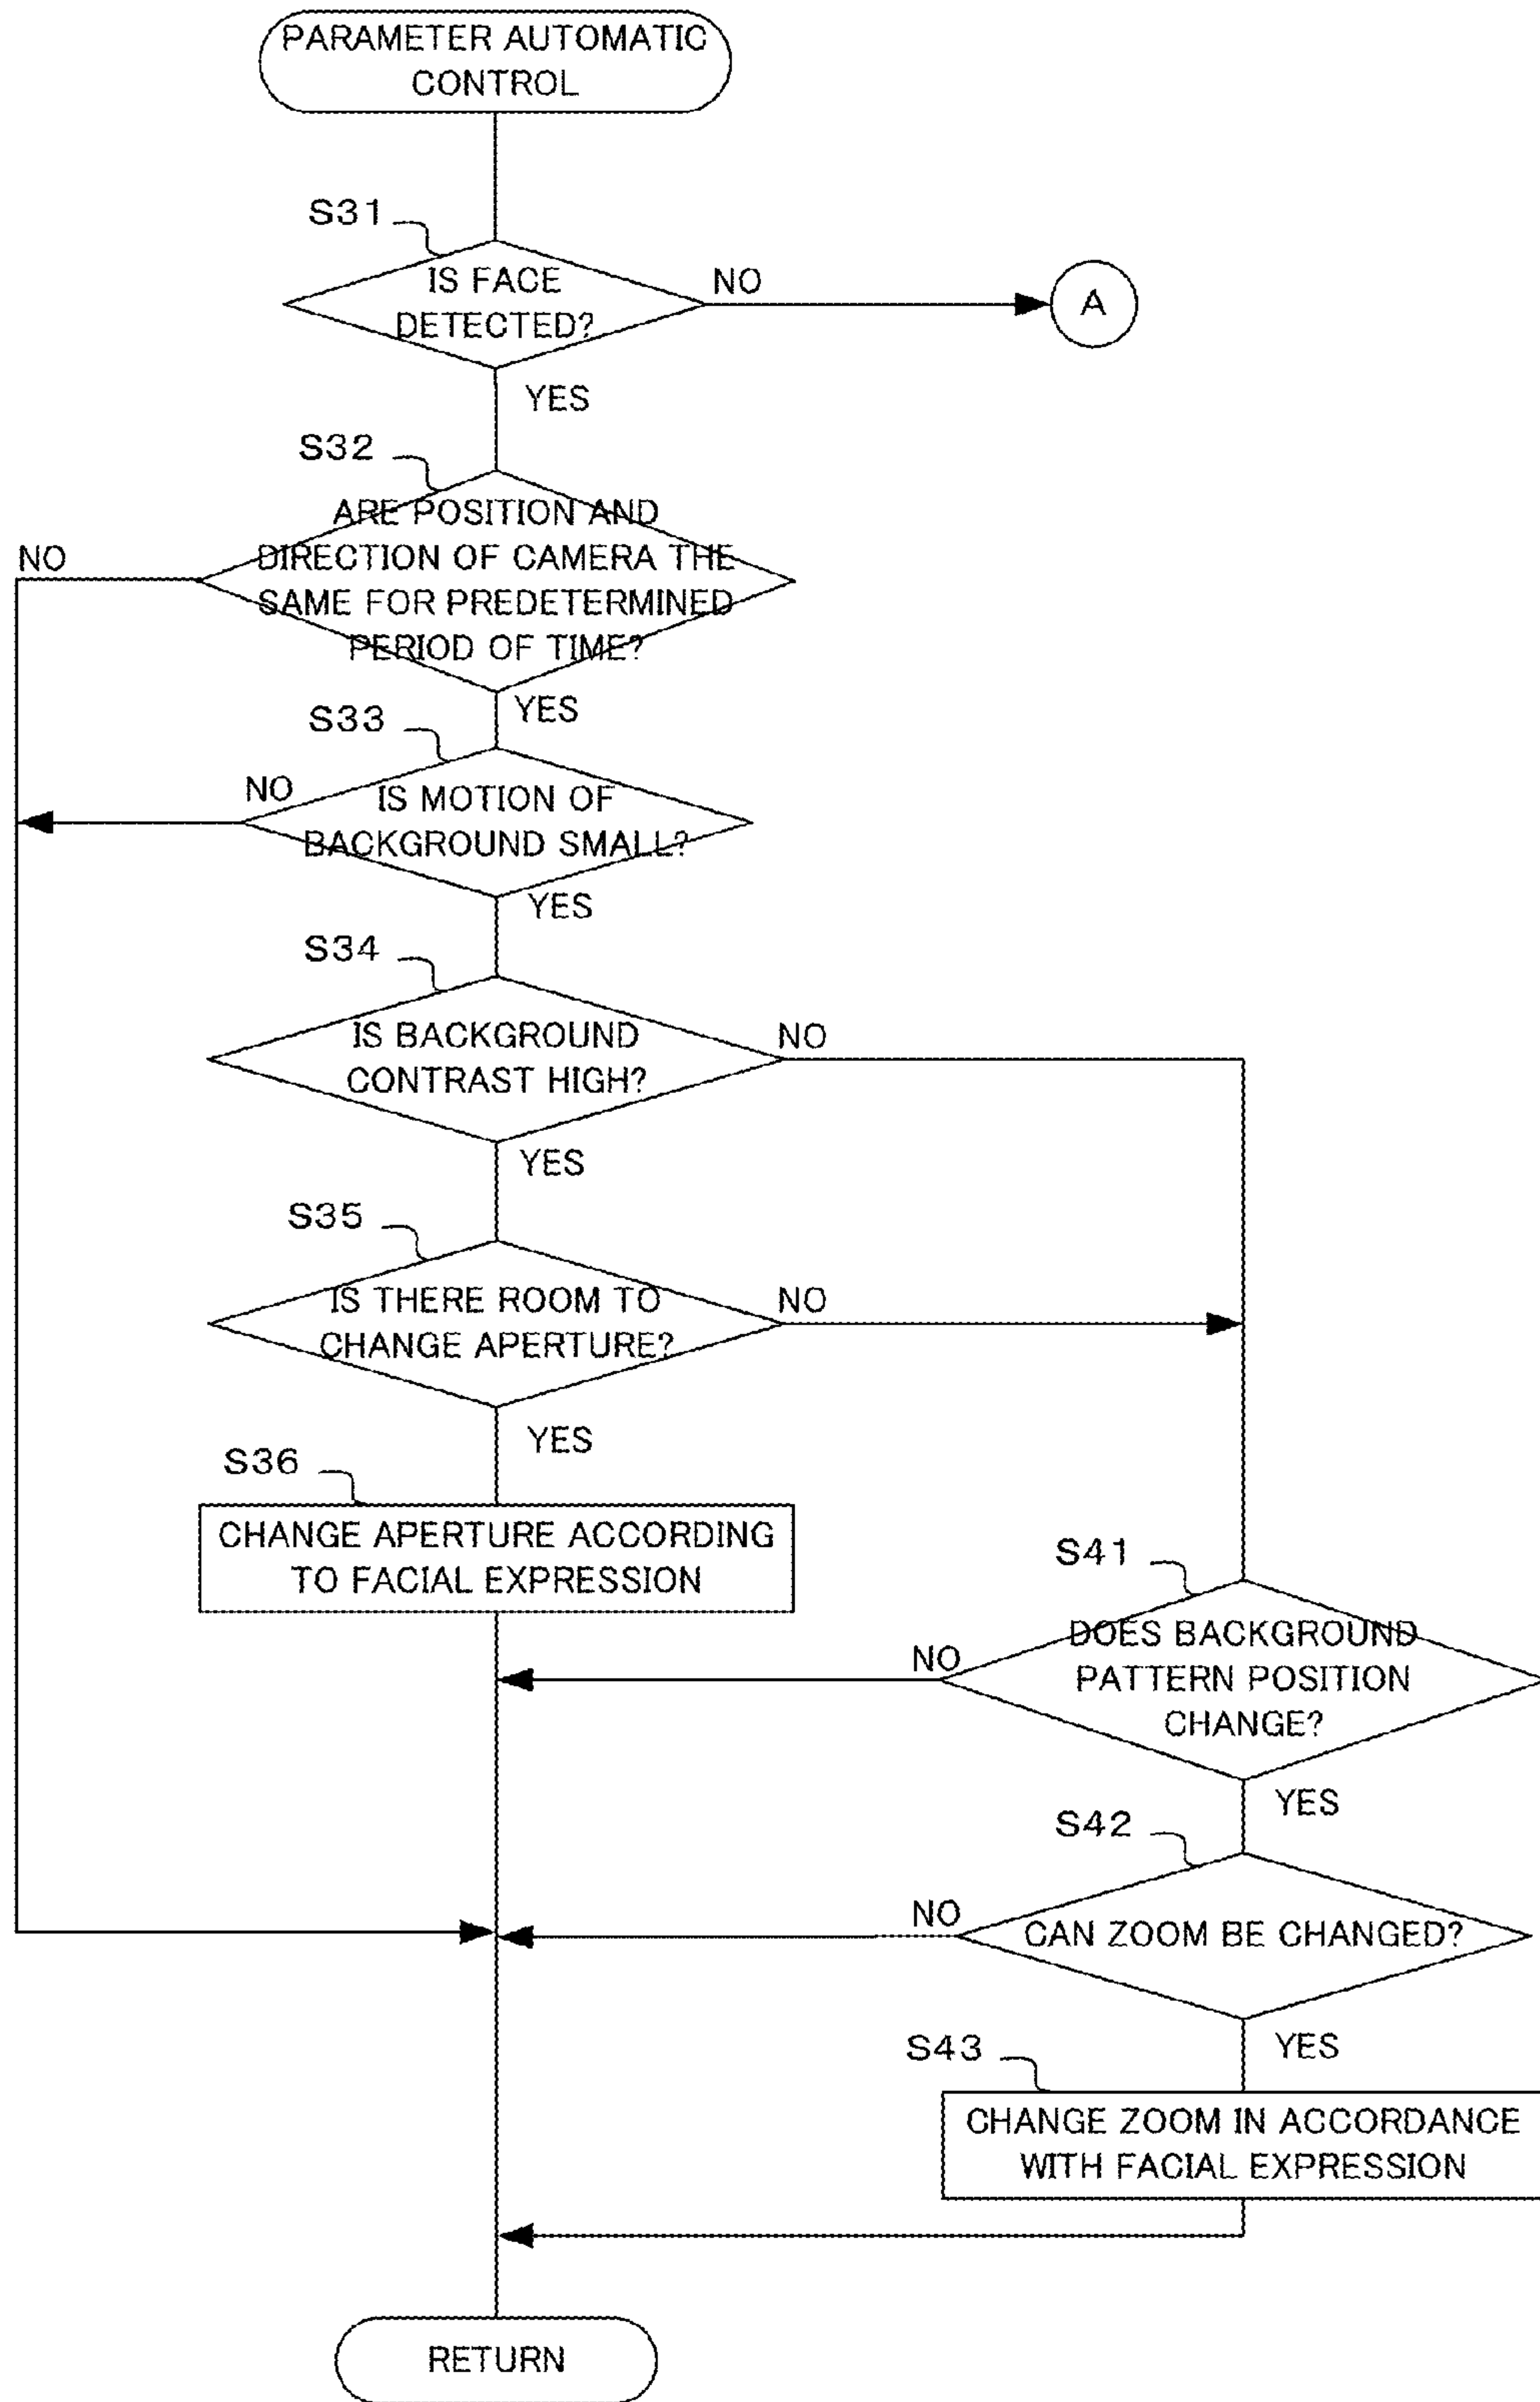 PARAMETER AUTOMATIC
CONTROL
S31
IS FACE
DETECTED?
NO
A
YES
S32
ARE POSITION AND
DIRECTION OF CAMERA THE
SAME FOR PREDETERMINED
PERIOD OF TIME?
NO
YES
S33
IS MOTION OF
BACKGROUND SMALL?
NO
YES
S34
IS BACKGROUND
CONTRAST HIGH?
NO
YES
S35
IS THERE ROOM TO
CHANGE APERTURE?
NO
YES
S36
CHANGE APERTURE ACCORDING
TO FACIAL EXPRESSION
S41
DOES BACKGROUND
PATTERN POSITION
CHANGE?
NO
YES
S42
CAN ZOOM BE CHANGED?
NO
YES
S43
CHANGE ZOOM IN ACCORDANCE
WITH FACIAL EXPRESSION
RETURN